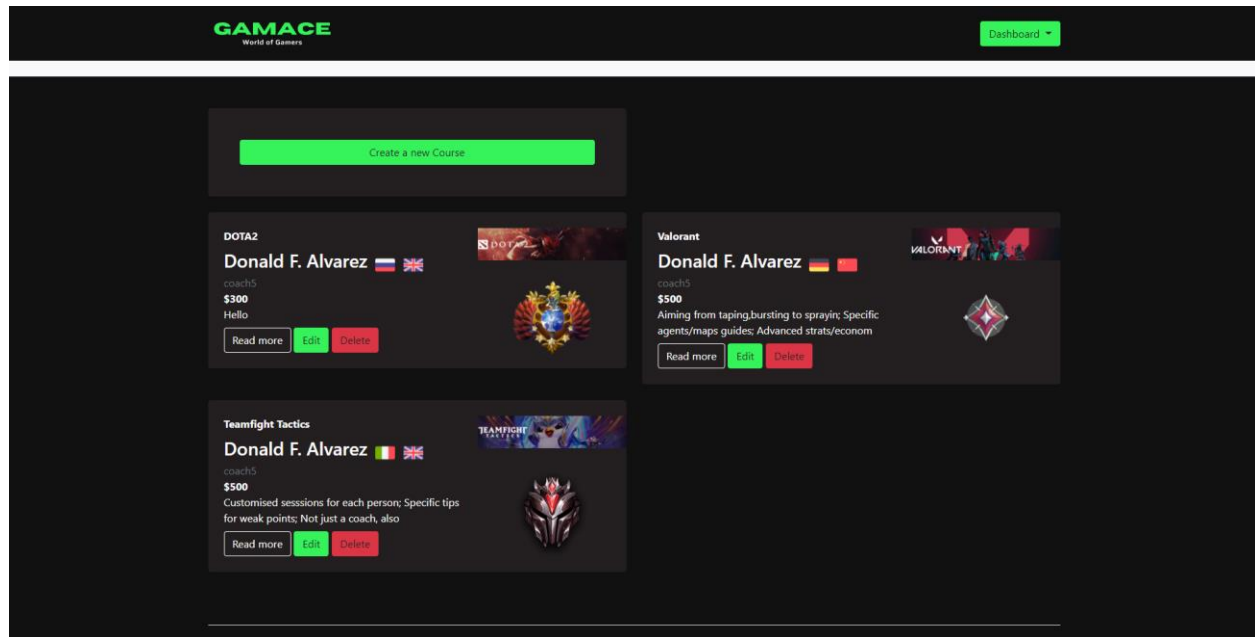 GAMACE
World of Gamers
Dashboard
Create a new Course
DOTA2
DOTA 2
Donald F. Alvarez
coach5
$300
Hello
Read more Edit Delete
Valorant
VALORANT
Donald F. Alvarez
coach5
$500
Aiming from taping,bursting to sprayin; Specific
agents/maps guides; Advanced strats/econom
Read more Edit Delete
Teamfight Tactics
TEAMFIGHT
TACTICS
Donald F. Alvarez
coach5
$500
Customised sesssions for each person; Specific tips
for weak points; Not just a coach, also
Read more Edit Delete